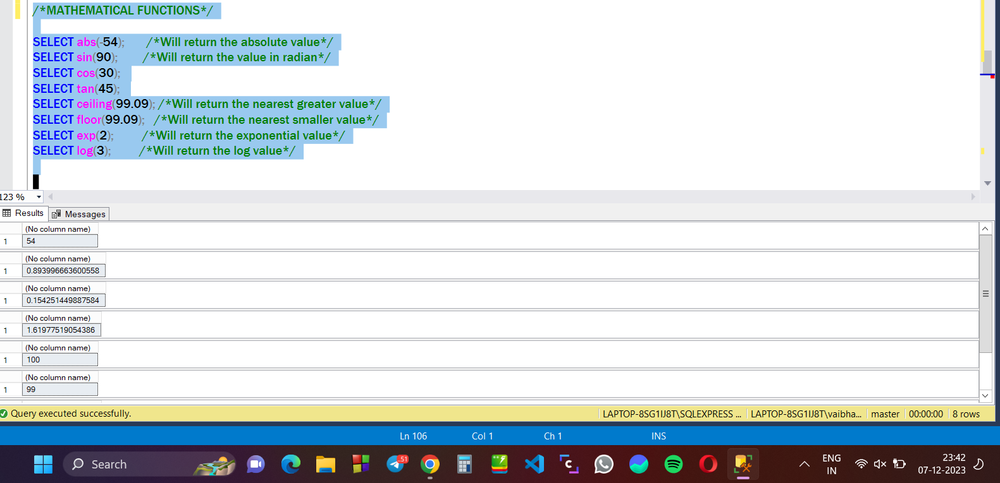 /*MATHEMATICAL FUNCTIONS*/
SELECT abs(-54); /*Will return the absolute value*/
SELECT sin(90); /*Will return the value in radian*/
SELECT cos(30);
SELECT tan(45);
SELECT ceiling(99.09); /*Will return the nearest greater value*/
SELECT floor(99.09); /*Will return the nearest smaller value*/
SELECT exp(2); /*Will return the exponential value*/
SELECT log(3); /*Will return the log value*/
123 %
Results Messages
(No column name)
1 54
(No column name)
1 0.893996663600558
(No column name)
1 0.154251449887584
(No column name)
1 1.61977519054386
(No column name)
1 100
(No column name)
1 99
Query executed successfully. LAPTOP-8SG1IJ8T\SQLEXPRESS ... LAPTOP-8SG1IJ8T\vaibha... master 00:00:00 8 rows
Ln 106 Col 1 Ch 1 INS
Search .51 ENG 23:42
IN 07-12-2023